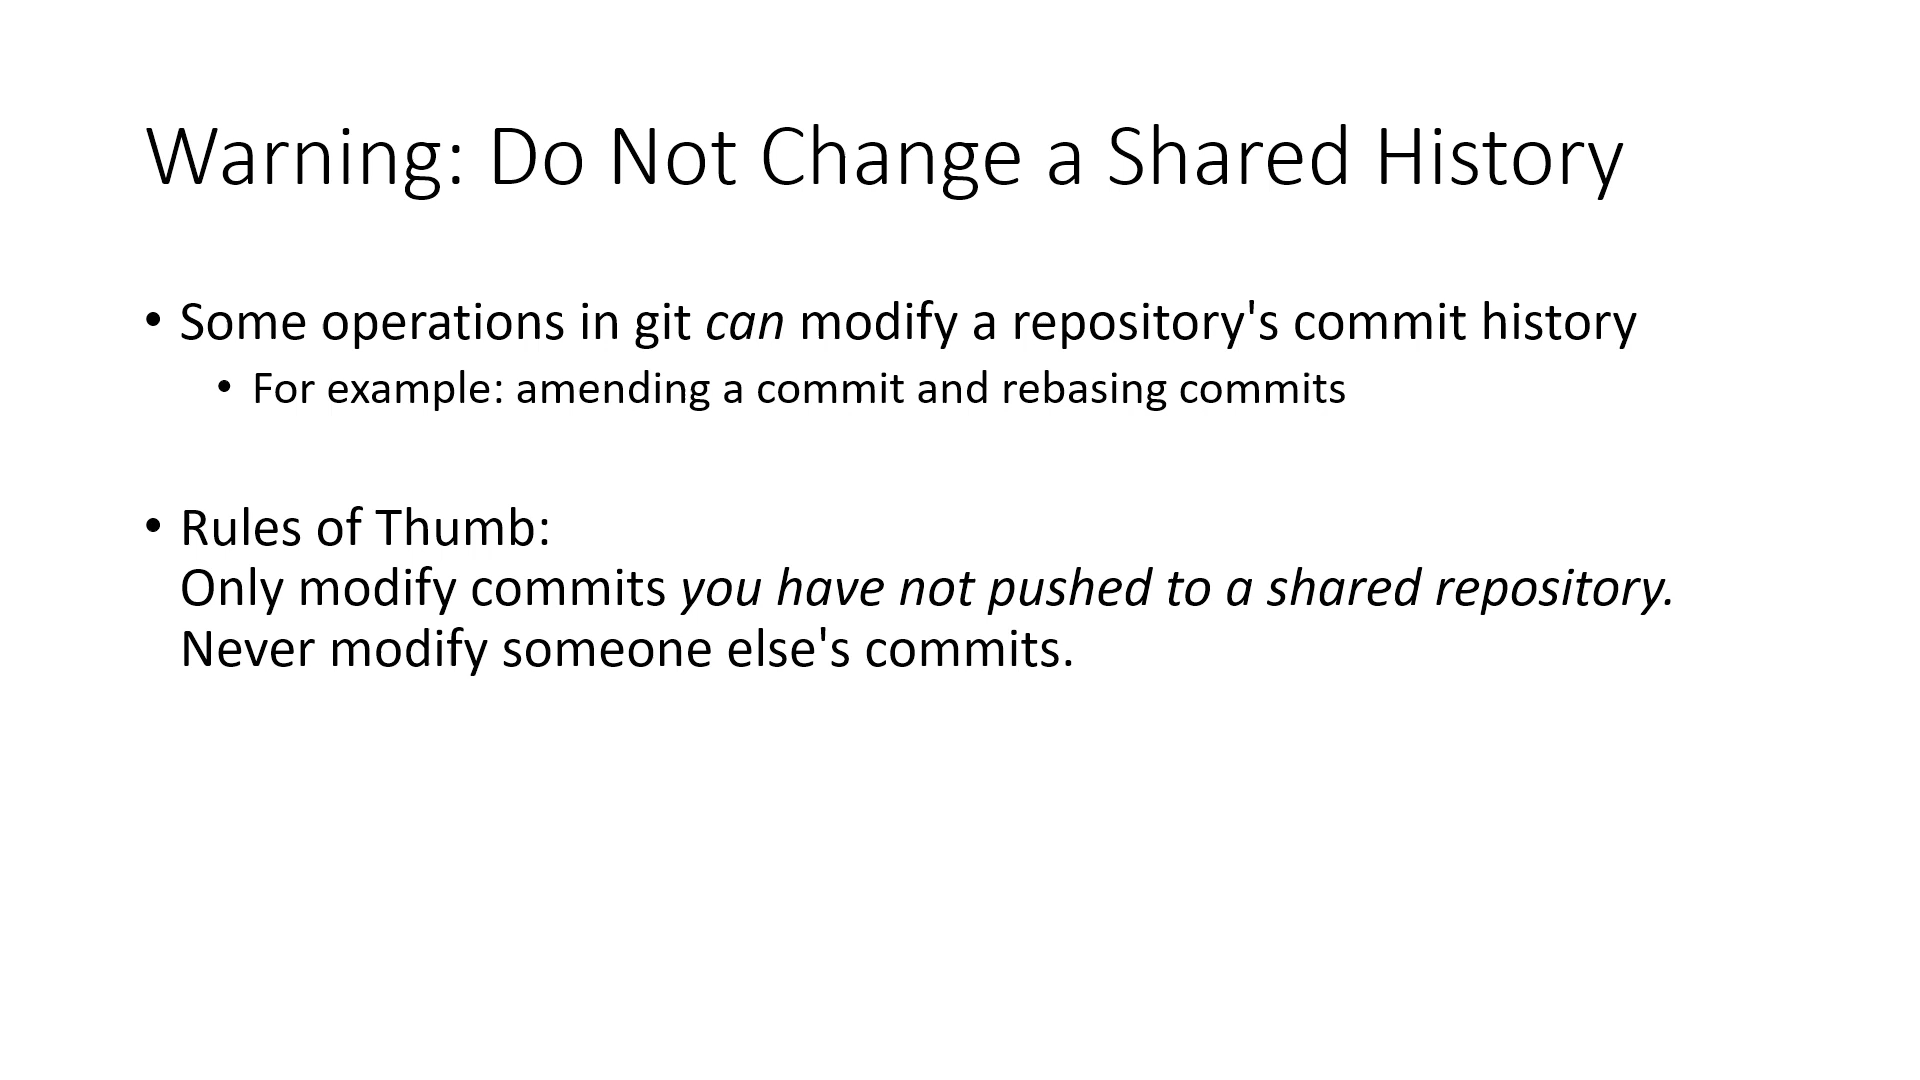 Warning: Do Not Change a Shared History
• Some operations in git can modify a repository's commit history
• For example: amending a commit and rebasing commits
• Rules of Thumb:
Only modify commits you have not pushed to a shared repository.
Never modify someone else's commits.